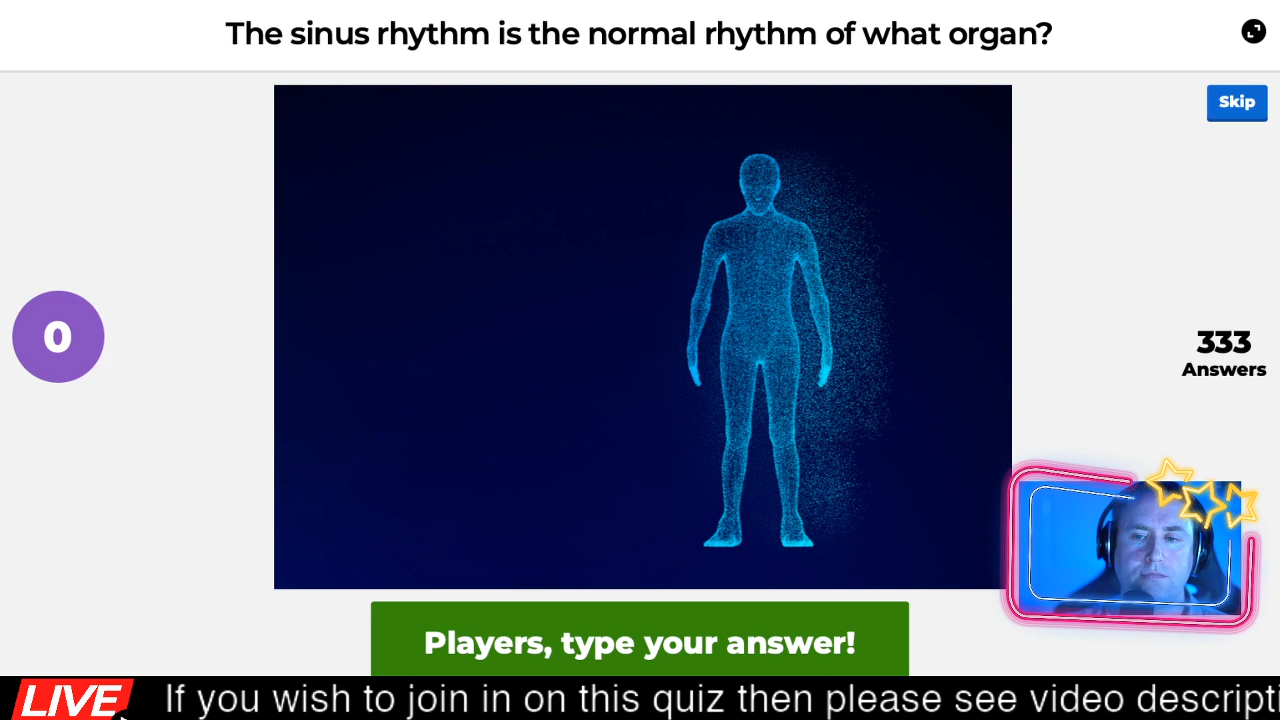 The sinus rhythm is the normal rhythm of what organ?
Skip
0
333
Answers
Players, type your answer!
LIVE
If you wish to join in on this quiz then please see video descripti